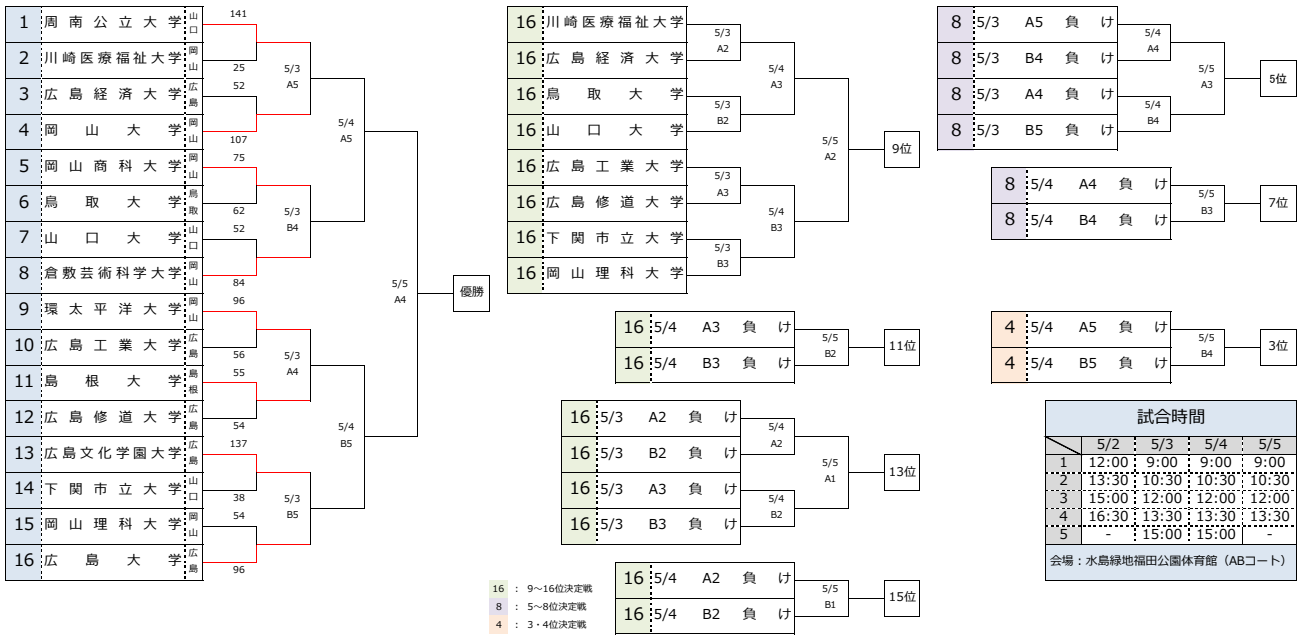 1 周南公立大学 山口 141
2 川崎医療福祉大学 岡山 25
5/3 A5
3 広島経済大学 広島 52
4 岡山大学 岡山 107
5/4 A5
5 岡山商科大学 岡山 75
6 鳥取大学 鳥取 62
5/3 B4
7 山口大学 山口 52
8 倉敷芸術科学大学 岡山 84
5/5 A4
優勝
9 環太平洋大学 岡山 96
10 広島工業大学 広島 56
5/3 A4
11 島根大学 島根 55
12 広島修道大学 広島 54
5/4 B5
13 広島文化学園大学 広島 137
14 下関市立大学 山口 38
5/3 B5
15 岡山理科大学 岡山 54
16 広島大学 広島 96
16 川崎医療福祉大学
5/3 A2
16 広島経済大学
5/4 A3
16 鳥取大学
5/3 B2
16 山口大学
5/5 A2
9位
16 広島工業大学
5/3 A3
16 広島修道大学
5/4 B3
16 下関市立大学
5/3 B3
16 岡山理科大学
16 5/4 A3 負け
5/5 B2
11位
16 5/4 B3 負け
16 5/3 A2 負け
5/4 A2
16 5/3 B2 負け
5/5 A1
13位
16 5/3 A3 負け
5/4 B2
16 5/3 B3 負け
16 5/4 A2 負け
5/5 B1
15位
16 5/4 B2 負け
16 : 9～16位決定戦
8 : 5～8位決定戦
4 : 3・4位決定戦
8 5/3 A5 負け
5/4 A4
8 5/3 B4 負け
5/5 A3
5位
8 5/3 A4 負け
5/4 B4
8 5/3 B5 負け
8 5/4 A4 負け
5/5 B3
7位
8 5/4 B4 負け
4 5/4 A5 負け
5/5 B4
3位
4 5/4 B5 負け
試合時間
5/2 5/3 5/4 5/5
1 12:00 9:00 9:00 9:00
2 13:30 10:30 10:30 10:30
3 15:00 12:00 12:00 12:00
4 16:30 13:30 13:30 13:30
5 - 15:00 15:00 -
会場：水島緑地福田公園体育館（ABコート）